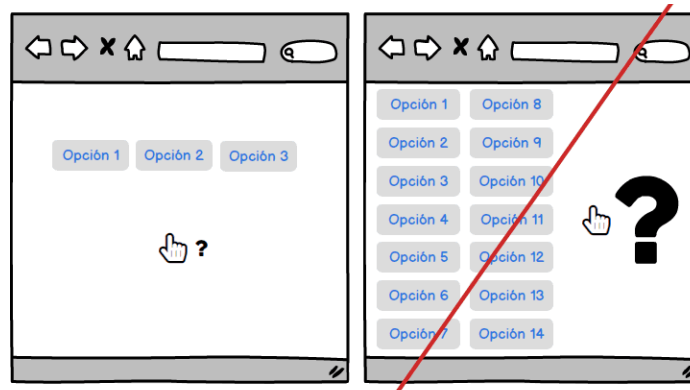 Opción 1 Opción 2 Opción 3
?
Opción 1 Opción 8
Opción 2 Opción 9
Opción 3 Opción 10
Opción 4 Opción 11
Opción 5 Opción 12
Opción 6 Opción 13
Opción 7 Opción 14
?